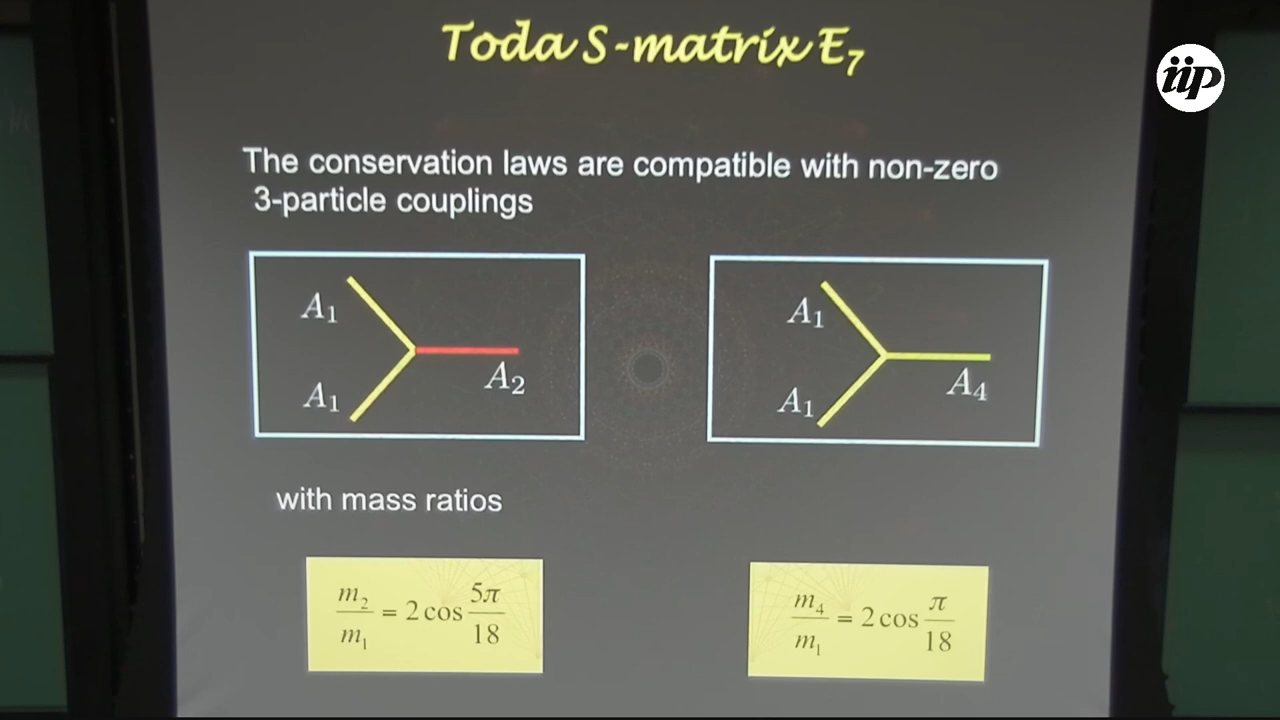 Toda S-matrix E₇
iip
The conservation laws are compatible with non-zero
3-particle couplings
A₁
A₁
A₂
A₁
A₁
A₄
with mass ratios
m₂/m₁ = 2 cos 5π/18
m₄/m₁ = 2 cos π/18